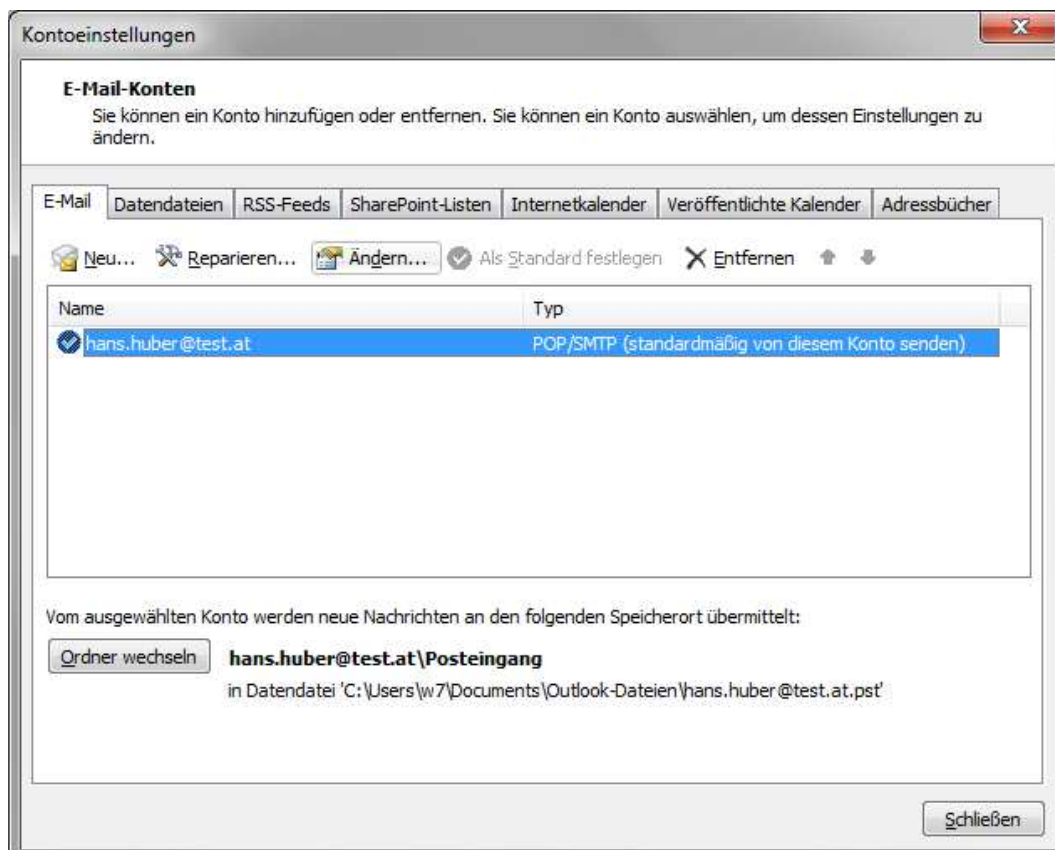 Kontoeinstellungen
E-Mail-Konten
Sie können ein Konto hinzufügen oder entfernen. Sie können ein Konto auswählen, um dessen Einstellungen zu
ändern.
E-Mail Datendateien RSS-Feeds SharePoint-Listen Internetkalender Veröffentlichte Kalender Adressbücher
Neu... Reparieren... Ändern... Als Standard festlegen Entfernen
Name Typ
hans.huber@test.at POP/SMTP (standardmäßig von diesem Konto senden)
Vom ausgewählten Konto werden neue Nachrichten an den folgenden Speicherort übermittelt:
Ordner wechseln hans.huber@test.at\Posteingang
in Datendatei 'C:\Users\w7\Documents\Outlook-Dateien\hans.huber@test.at.pst'
Schließen